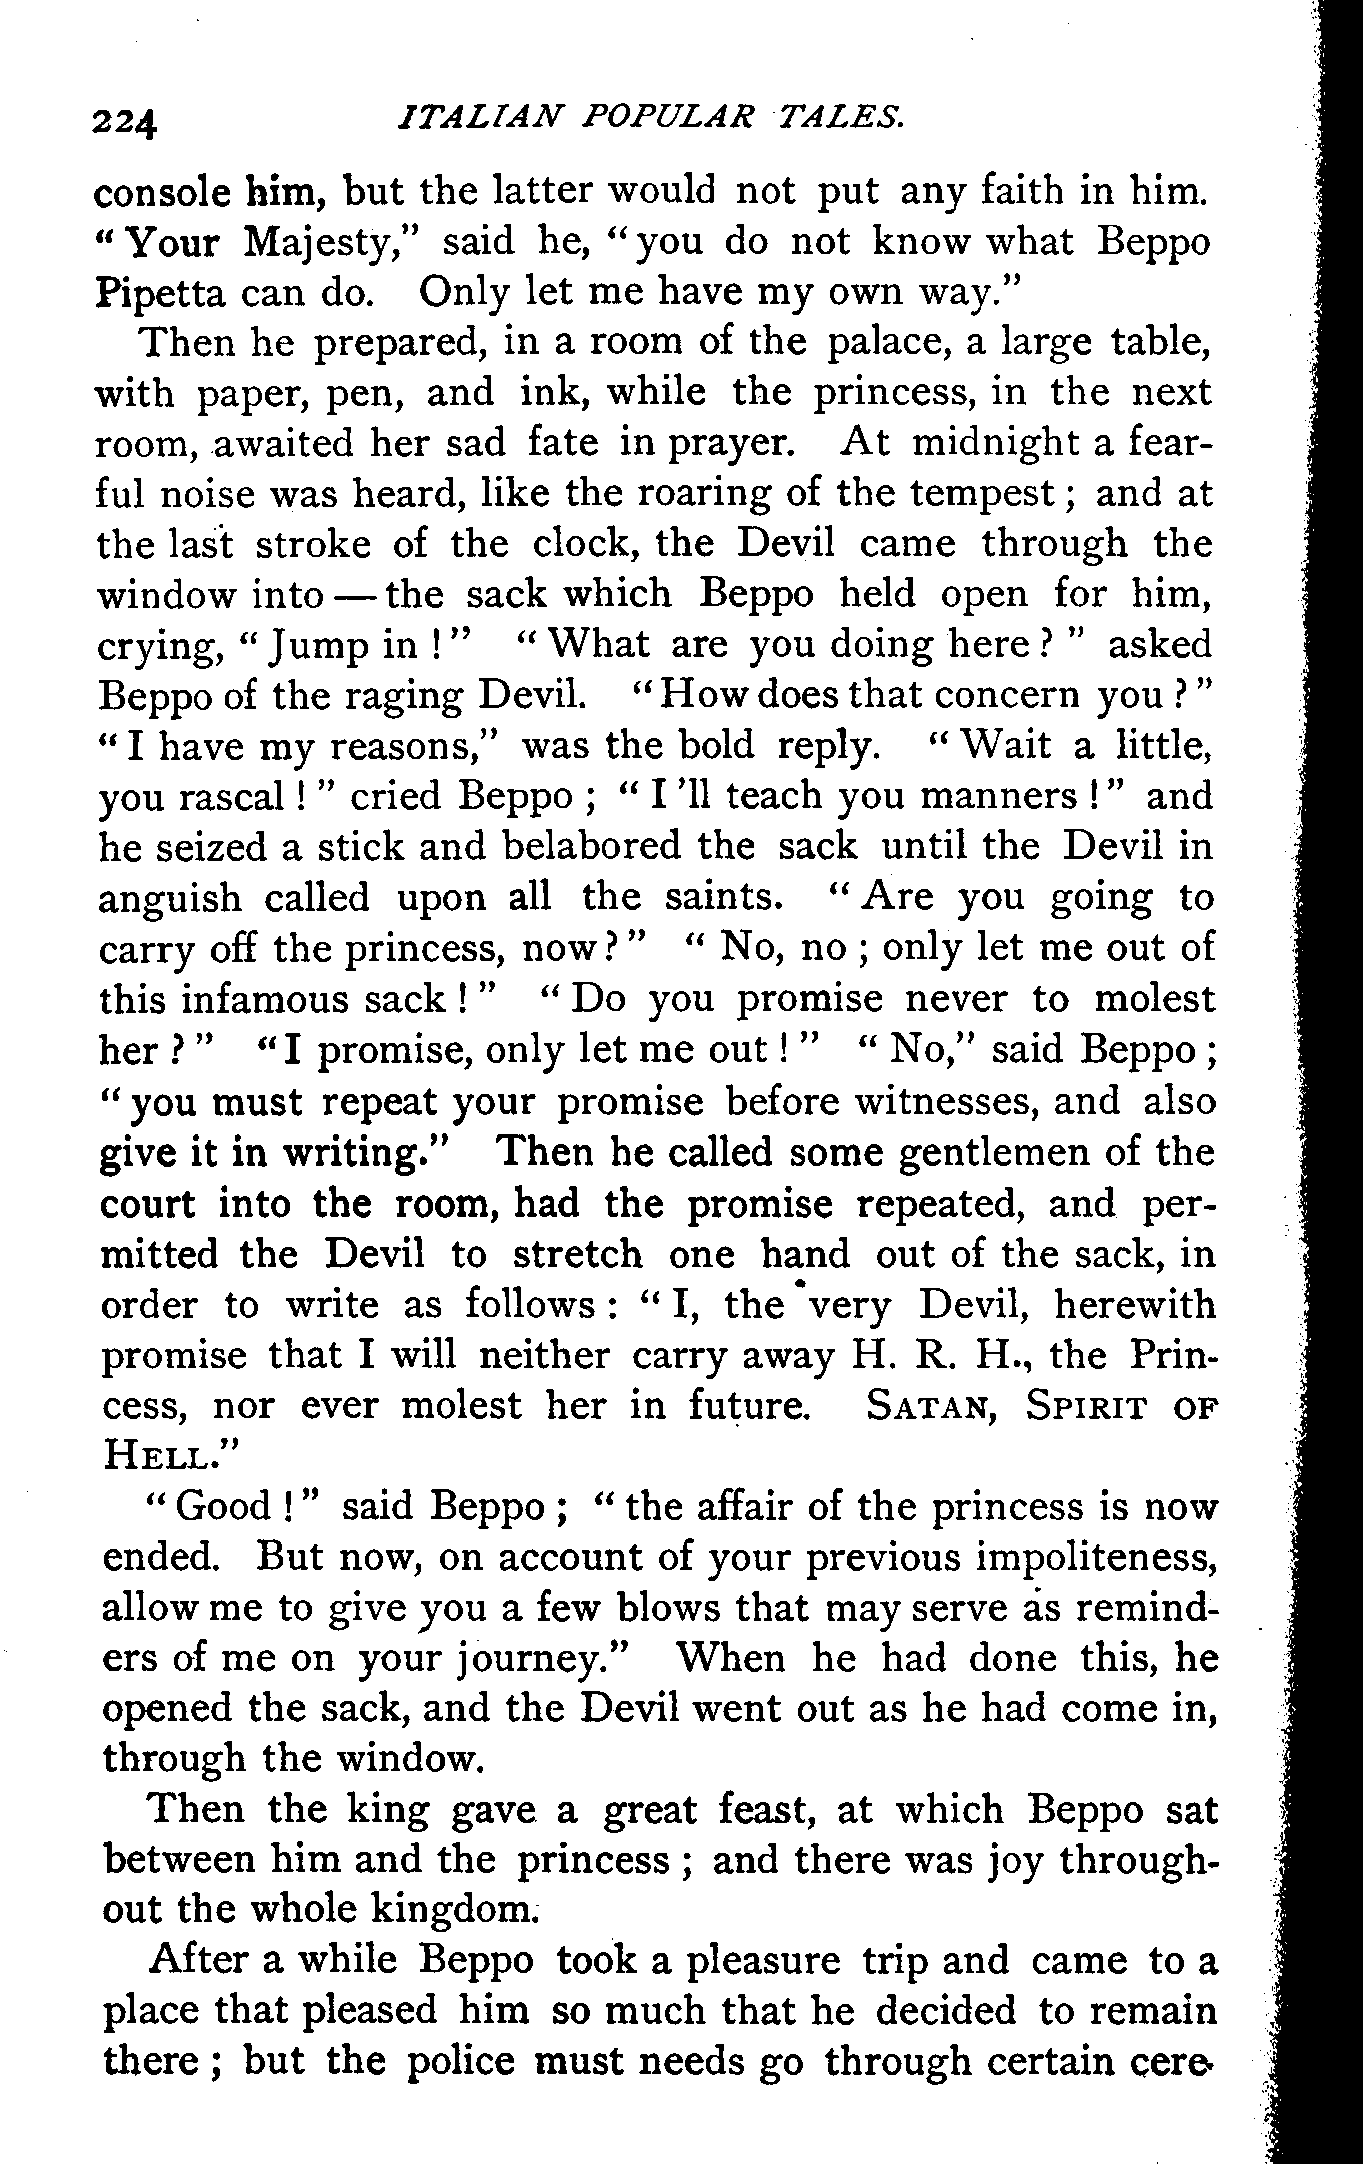 224 ITALIAN POPULAR TALES.
console him, but the latter would not put any faith in him.
"Your Majesty," said he, "you do not know what Beppo
Pipetta can do. Only let me have my own way."
Then he prepared, in a room of the palace, a large table,
with paper, pen, and ink, while the princess, in the next
room, awaited her sad fate in prayer. At midnight a fear-
ful noise was heard, like the roaring of the tempest; and at
the last stroke of the clock, the Devil came through the
window into — the sack which Beppo held open for him,
crying, "Jump in!" "What are you doing here?" asked
Beppo of the raging Devil. "How does that concern you?"
"I have my reasons," was the bold reply. "Wait a little,
you rascal!" cried Beppo; "I'll teach you manners!" and
he seized a stick and belabored the sack until the Devil in
anguish called upon all the saints. "Are you going to
carry off the princess, now?" "No, no; only let me out of
this infamous sack!" "Do you promise never to molest
her?" "I promise, only let me out!" "No," said Beppo;
"you must repeat your promise before witnesses, and also
give it in writing." Then he called some gentlemen of the
court into the room, had the promise repeated, and per-
mitted the Devil to stretch one hand out of the sack, in
order to write as follows: "I, the very Devil, herewith
promise that I will neither carry away H. R. H., the Prin-
cess, nor ever molest her in future. SATAN, SPIRIT OF
HELL."
"Good!" said Beppo; "the affair of the princess is now
ended. But now, on account of your previous impoliteness,
allow me to give you a few blows that may serve as remind-
ers of me on your journey." When he had done this, he
opened the sack, and the Devil went out as he had come in,
through the window.
Then the king gave a great feast, at which Beppo sat
between him and the princess; and there was joy through-
out the whole kingdom.
After a while Beppo took a pleasure trip and came to a
place that pleased him so much that he decided to remain
there; but the police must needs go through certain cere-